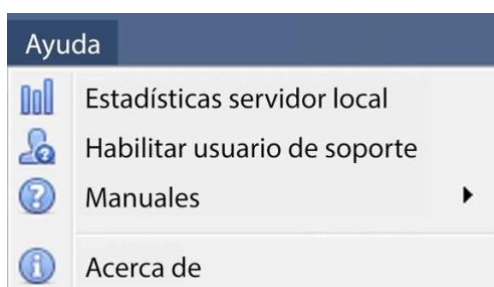 Ayuda
Estadísticas servidor local
Habilitar usuario de soporte
Manuales
Acerca de